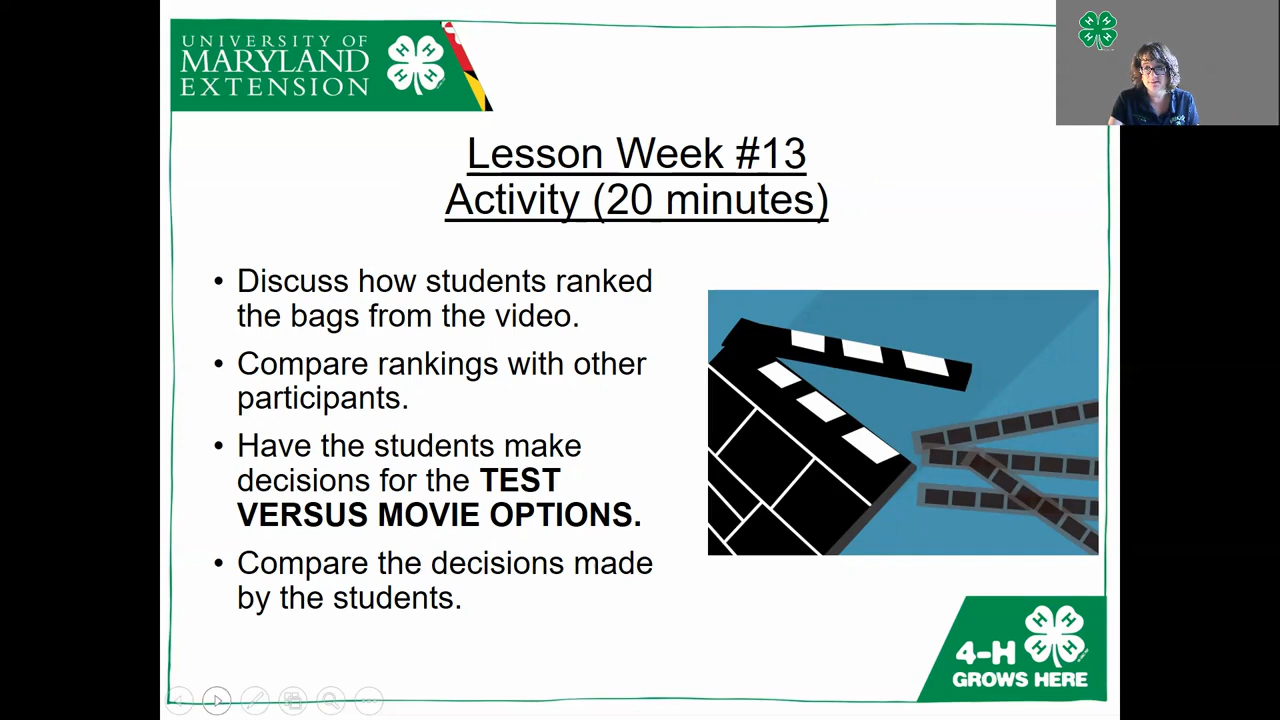 UNIVERSITY OF
MARYLAND
EXTENSION
Lesson Week #13
Activity (20 minutes)
• Discuss how students ranked
the bags from the video.
• Compare rankings with other
participants.
• Have the students make
decisions for the TEST
VERSUS MOVIE OPTIONS.
• Compare the decisions made
by the students.
4-H
GROWS HERE